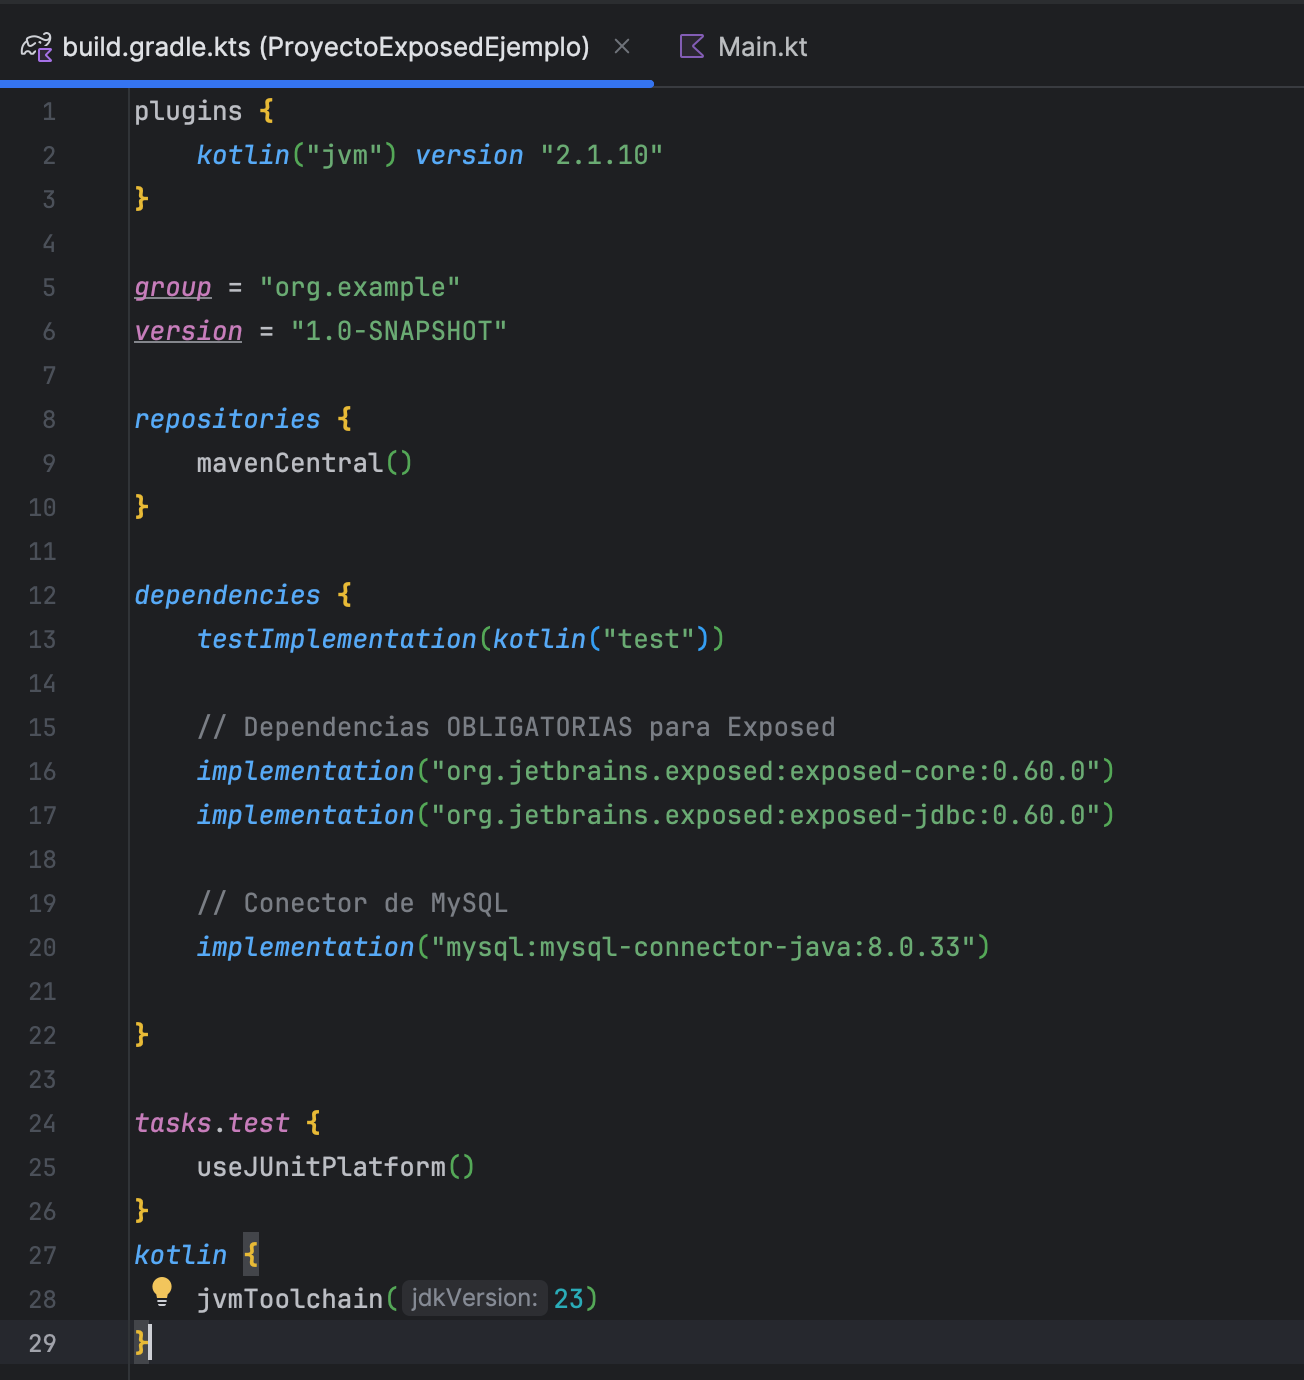 build.gradle.kts (ProyectoExposedEjemplo) × Main.kt
1 plugins {
2     kotlin("jvm") version "2.1.10"
3 }
4
5 group = "org.example"
6 version = "1.0-SNAPSHOT"
7
8 repositories {
9     mavenCentral()
10 }
11
12 dependencies {
13     testImplementation(kotlin("test"))
14
15     // Dependencias OBLIGATORIAS para Exposed
16     implementation("org.jetbrains.exposed:exposed-core:0.60.0")
17     implementation("org.jetbrains.exposed:exposed-jdbc:0.60.0")
18
19     // Conector de MySQL
20     implementation("mysql:mysql-connector-java:8.0.33")
21
22 }
23
24 tasks.test {
25     useJUnitPlatform()
26 }
27 kotlin {
28     jvmToolchain( jdkVersion: 23)
29 }